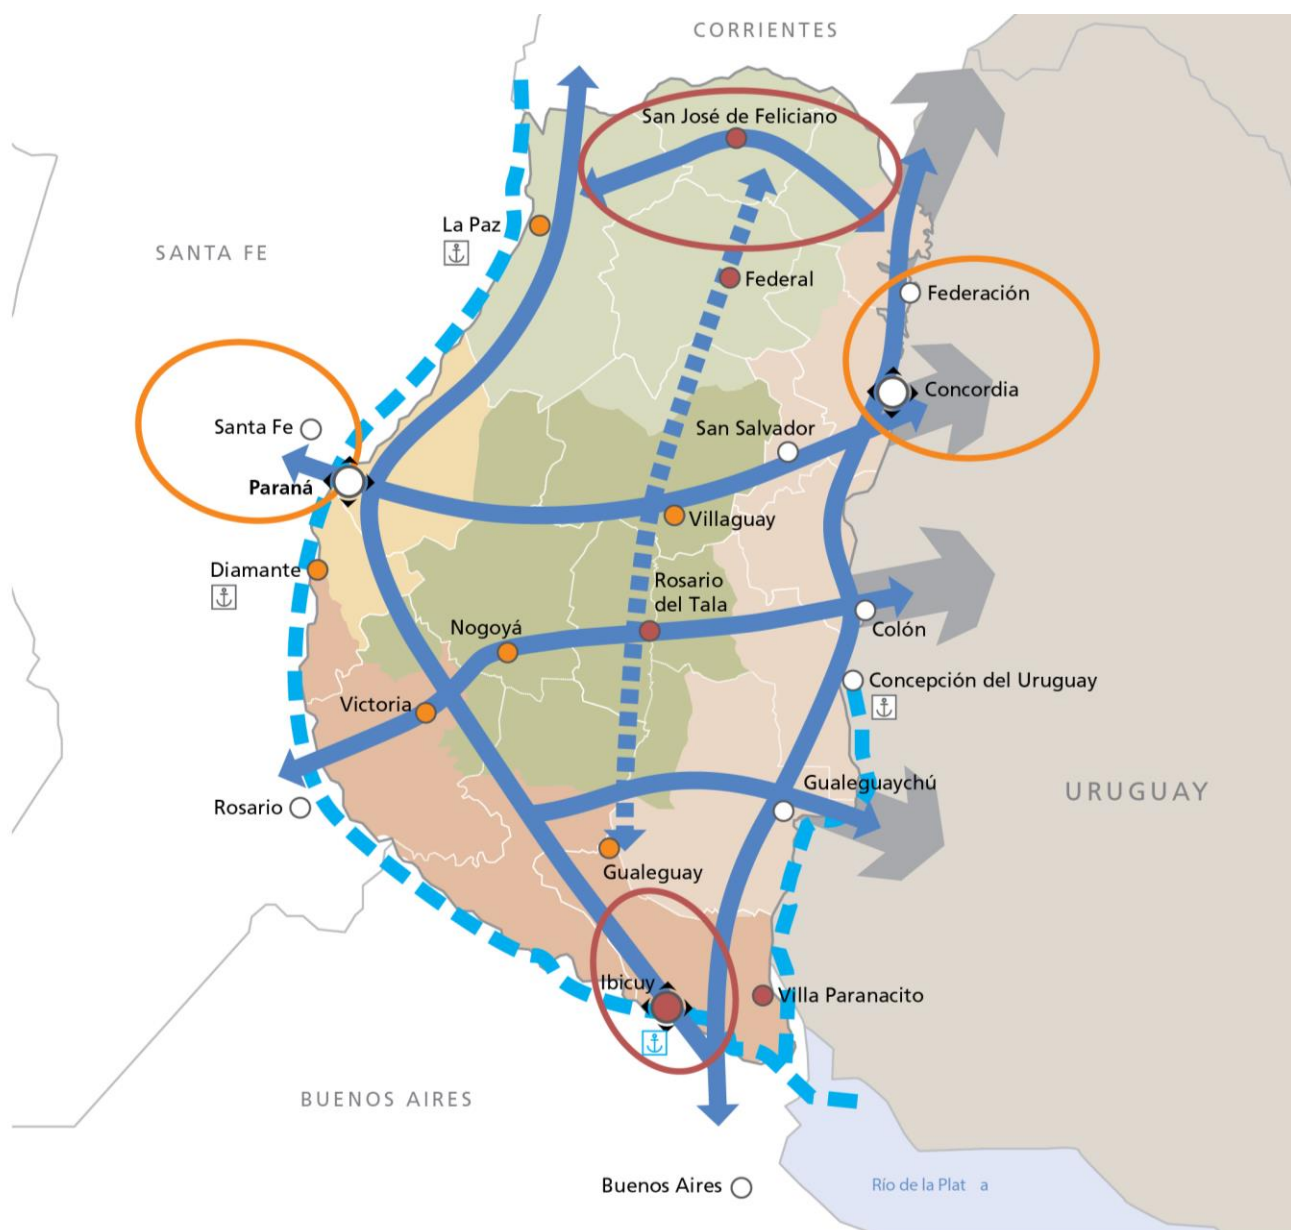 CORRIENTES
San José de Feliciano
La Paz
SANTA FE
Federal
Federación
Concordia
Santa Fe
San Salvador
Paraná
Villaguay
Diamante
Rosario
del Tala
Nogoyá
Colón
Concepción del Uruguay
Victoria
Gualeguaychú
URUGUAY
Rosario
Gualeguay
Ibicuy
Villa Paranacito
BUENOS AIRES
Buenos Aires
Río de la Plat a